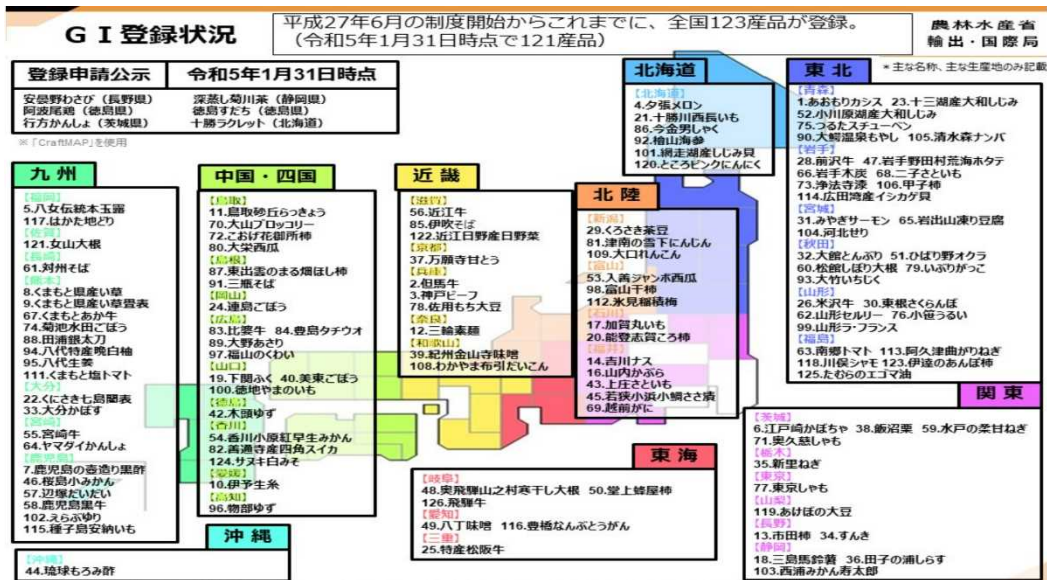 GI登録状況
平成27年6月の制度開始からこれまでに、全国123産品が登録。
（令和5年1月31日時点で121産品）
農林水産省
輸出・国際局
登録申請公示 令和5年1月31日時点
安曇野わさび（長野県） 深蒸し菊川茶（静岡県）
阿波尾鶏（徳島県） 徳島すだち（徳島県）
行方かんしょ（茨城県） 十勝ラクレット（北海道）
※「CraftMAP」を使用
*主な名称、主な生産地のみ記載
北海道
【北海道】
4.夕張メロン
21.十勝川西長いも
86.今金男しゃく
92.檜山海参
101.網走湖産しじみ貝
120.ところピンクにんにく
東北
【青森】
1.あおもりカシス 23.十三湖産大和しじみ
52.小川原湖産大和しじみ
75.つるたスチューベン
90.大鰐温泉もやし 105.清水森ナンバ
【岩手】
28.前沢牛 47.岩手野田村荒海ホタテ
66.岩手木炭 68.二子さといも
73.浄法寺漆 106.甲子柿
114.広田湾産イシカゲ貝
【宮城】
31.みやぎサーモン 65.岩出山凍り豆腐
104.河北せり
【秋田】
32.大館とんぶり 51.ひばり野オクラ
60.松館しぼり大根 79.いぶりがっこ
93.大竹いちじく
【山形】
26.米沢牛 30.東根さくらんぼ
62.山形セルリー 76.小笹うるい
99.山形ラ・フランス
【福島】
63.南郷トマト 113.阿久津曲がりねぎ
118.川俣シャモ 123.伊達のあんぽ柿
125.たむらのエゴマ油
九州
【福岡】
5.八女伝統本玉露
117.はかた地どり
【佐賀】
121.女山大根
【長崎】
61.対州そば
【熊本】
8.くまもと県産い草
9.くまもと県産い草畳表
67.くまもとあか牛
74.菊池水田ごぼう
88.田浦銀太刀
94.八代特産晩白柚
95.八代生姜
111.くまもと塩トマト
【大分】
22.くにさき七島藺表
33.大分かぼす
【宮崎】
55.宮崎牛
64.ヤマダイかんしょ
【鹿児島】
7.鹿児島の壺造り黒酢
46.桜島小みかん
57.辺塚だいだい
58.鹿児島黒牛
102.えらぶゆり
115.種子島安納いも
中国・四国
【鳥取】
11.鳥取砂丘らっきょう
70.大山ブロッコリー
72.こおげ花御所柿
80.大栄西瓜
【島根】
87.東出雲のまる畑ほし柿
91.三瓶そば
【岡山】
24.連島ごぼう
【広島】
83.比婆牛 84.豊島タチウオ
89.大野あさり
97.福山のくわい
【山口】
19.下関ふく 40.美東ごぼう
100.徳地やまのいも
【徳島】
42.木頭ゆず
【香川】
54.香川小原紅早生みかん
82.善通寺産四角スイカ
124.サヌキ白みそ
【愛媛】
10.伊予生糸
【高知】
96.物部ゆず
近畿
【滋賀】
56.近江牛
85.伊吹そば
122.近江日野産日野菜
【京都】
37.万願寺甘とう
【兵庫】
2.但馬牛
3.神戸ビーフ
78.佐用もち大豆
【奈良】
12.三輪素麺
【和歌山】
39.紀州金山寺味噌
108.わかやま布引だいこん
北陸
【新潟】
29.くろさき茶豆
81.津南の雪下にんじん
109.大口れんこん
【富山】
53.入善ジャンボ西瓜
98.富山干柿
112.氷見稲積梅
【石川】
17.加賀丸いも
20.能登志賀ころ柿
【福井】
14.吉川ナス
16.山内かぶら
43.上庄さといも
45.若狭小浜小鯛ささ漬
69.越前がに
東海
【岐阜】
48.奥飛騨山之村寒干し大根 50.堂上蜂屋柿
126.飛騨牛
【愛知】
49.八丁味噌 116.豊橋なんぶとうがん
【三重】
25.特産松阪牛
関東
【茨城】
6.江戸崎かぼちゃ 38.飯沼栗 59.水戸の柔甘ねぎ
71.奥久慈しゃも
【栃木】
35.新里ねぎ
【東京】
77.東京しゃも
【山梨】
119.あけぼの大豆
【長野】
13.市田柿 34.すんき
【静岡】
18.三島馬鈴薯 36.田子の浦しらす
103.西浦みかん寿太郎
沖縄
【沖縄】
44.琉球もろみ酢